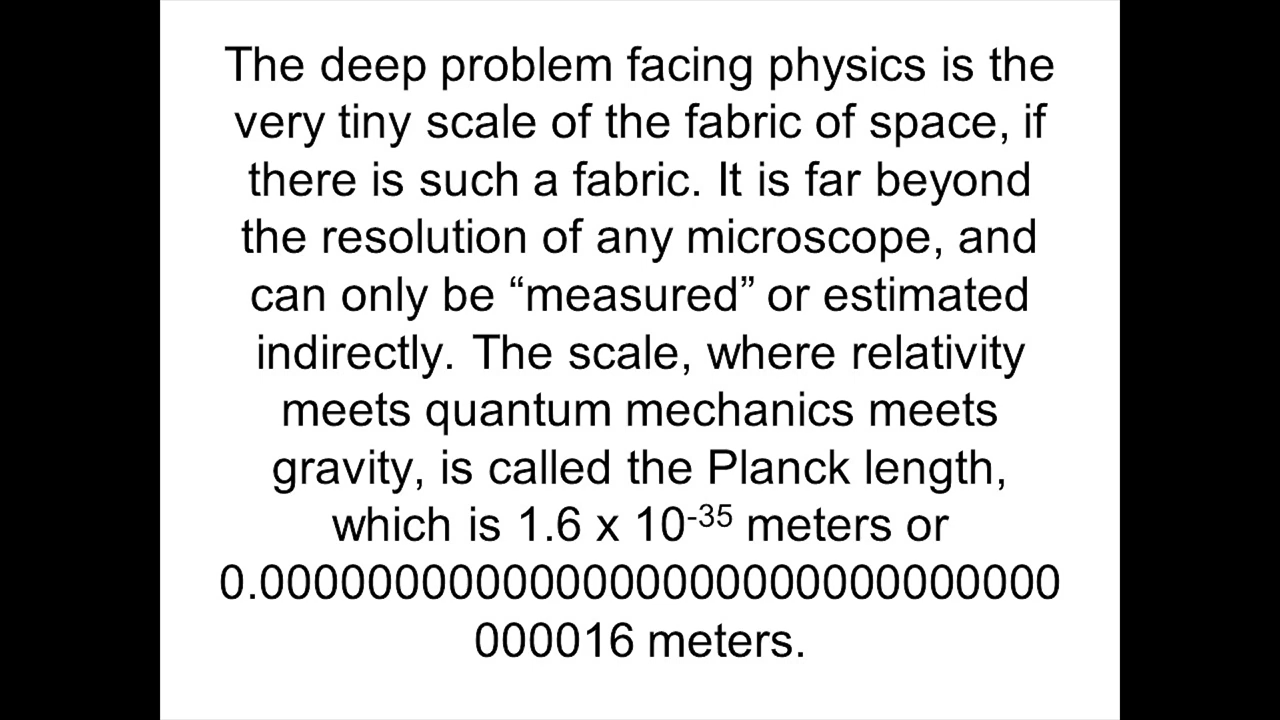 The deep problem facing physics is the
very tiny scale of the fabric of space, if
there is such a fabric. It is far beyond
the resolution of any microscope, and
can only be “measured” or estimated
indirectly. The scale, where relativity
meets quantum mechanics meets
gravity, is called the Planck length,
which is 1.6 x 10⁻³⁵ meters or
0.000000000000000000000000000000
000016 meters.